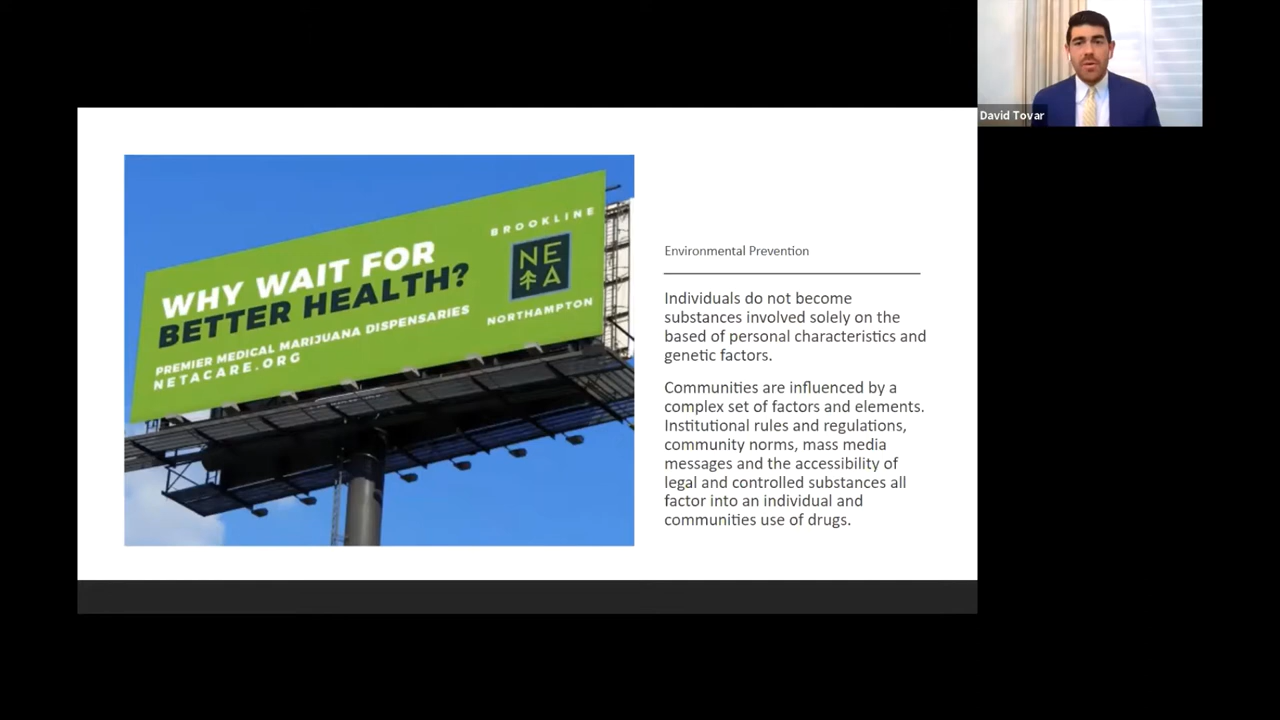 David Tovar
WHY WAIT FOR
BETTER HEALTH?
PREMIER MEDICAL MARIJUANA DISPENSARIES
NETACARE.ORG
BROOKLINE
NE
TA
NORTHAMPTON
Environmental Prevention
Individuals do not become
substances involved solely on the
based of personal characteristics and
genetic factors.
Communities are influenced by a
complex set of factors and elements.
Institutional rules and regulations,
community norms, mass media
messages and the accessibility of
legal and controlled substances all
factor into an individual and
communities use of drugs.